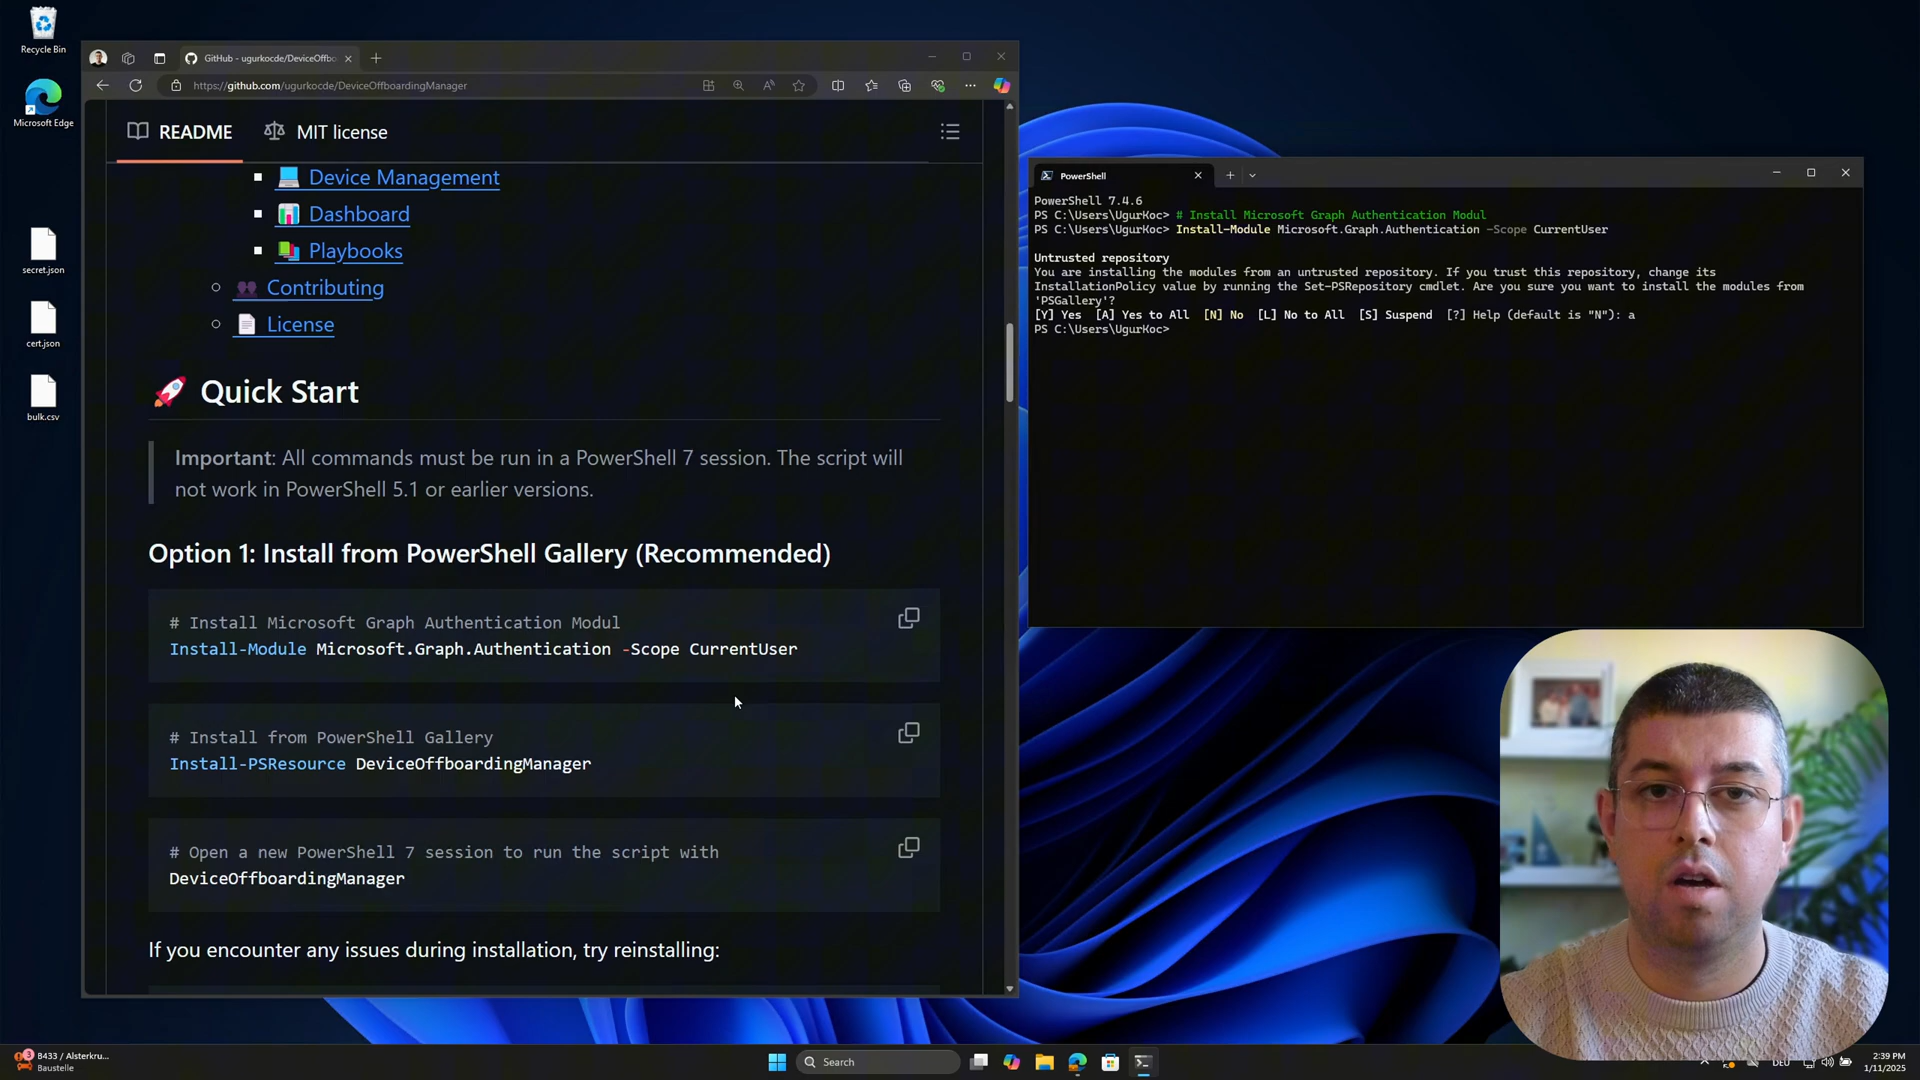 Recycle Bin
Microsoft Edge
secret.json
cert.json
bulk.csv
GitHub - ugurkocde/DeviceOffbo
https://github.com/ugurkocde/DeviceOffboardingManager
README
MIT license
Device Management
Dashboard
Playbooks
Contributing
License
Quick Start
Important: All commands must be run in a PowerShell 7 session. The script will
not work in PowerShell 5.1 or earlier versions.
Option 1: Install from PowerShell Gallery (Recommended)
# Install Microsoft Graph Authentication Modul
Install-Module Microsoft.Graph.Authentication -Scope CurrentUser
# Install from PowerShell Gallery
Install-PSResource DeviceOffboardingManager
# Open a new PowerShell 7 session to run the script with
DeviceOffboardingManager
If you encounter any issues during installation, try reinstalling:
PowerShell
PowerShell 7.4.6
PS C:\Users\UgurKoc> # Install Microsoft Graph Authentication Modul
PS C:\Users\UgurKoc> Install-Module Microsoft.Graph.Authentication -Scope CurrentUser
Untrusted repository
You are installing the modules from an untrusted repository. If you trust this repository, change its
InstallationPolicy value by running the Set-PSRepository cmdlet. Are you sure you want to install the modules from
'PSGallery'?
[Y] Yes [A] Yes to All [N] No [L] No to All [S] Suspend [?] Help (default is "N"): a
PS C:\Users\UgurKoc>
3
B433 / Alsterkru...
Baustelle
Search
DEU
2:39 PM
1/11/2025